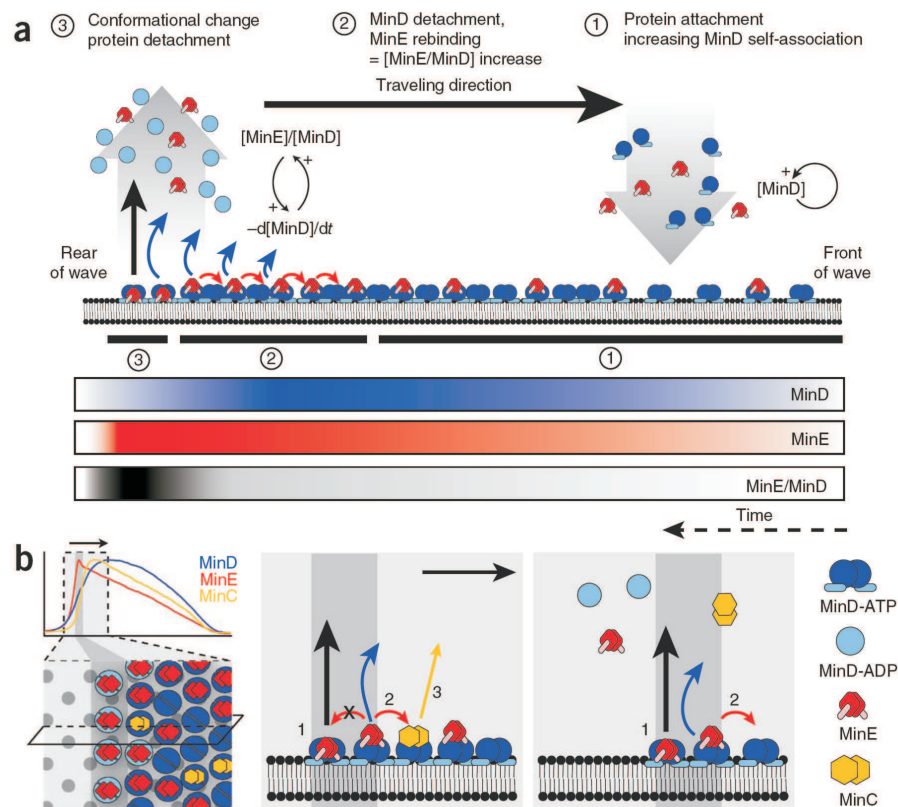 a
③ Conformational change
protein detachment
② MinD detachment,
MinE rebinding
= [MinE/MinD] increase
① Protein attachment
increasing MinD self-association
Traveling direction
[MinE]/[MinD]
+
+
–d[MinD]/dt
+
[MinD]
Rear
of wave
Front
of wave
③
②
①
MinD
MinE
MinE/MinD
Time
b
MinD
MinE
MinC
1
X
2
3
1
2
MinD-ATP
MinD-ADP
MinE
MinC